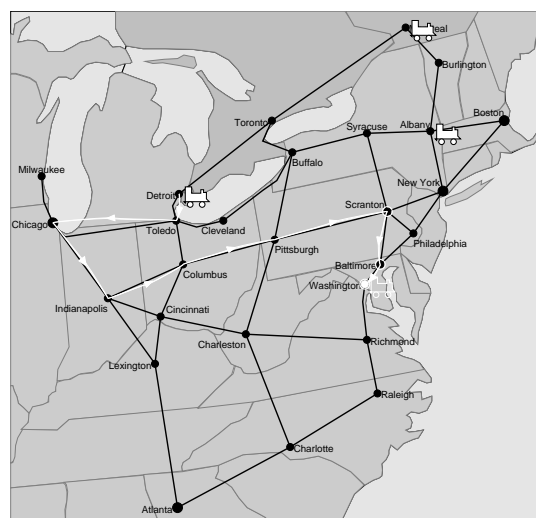 eal
Burlington
Boston
Toronto
Syracuse
Albany
Buffalo
Milwaukee
Detroit
New York
Scranton
Chicago
Toledo
Cleveland
Philadelphia
Pittsburgh
Baltimore
Columbus
Washington
Indianapolis
Cincinnati
Charleston
Richmond
Lexington
Raleigh
Charlotte
Atlanta